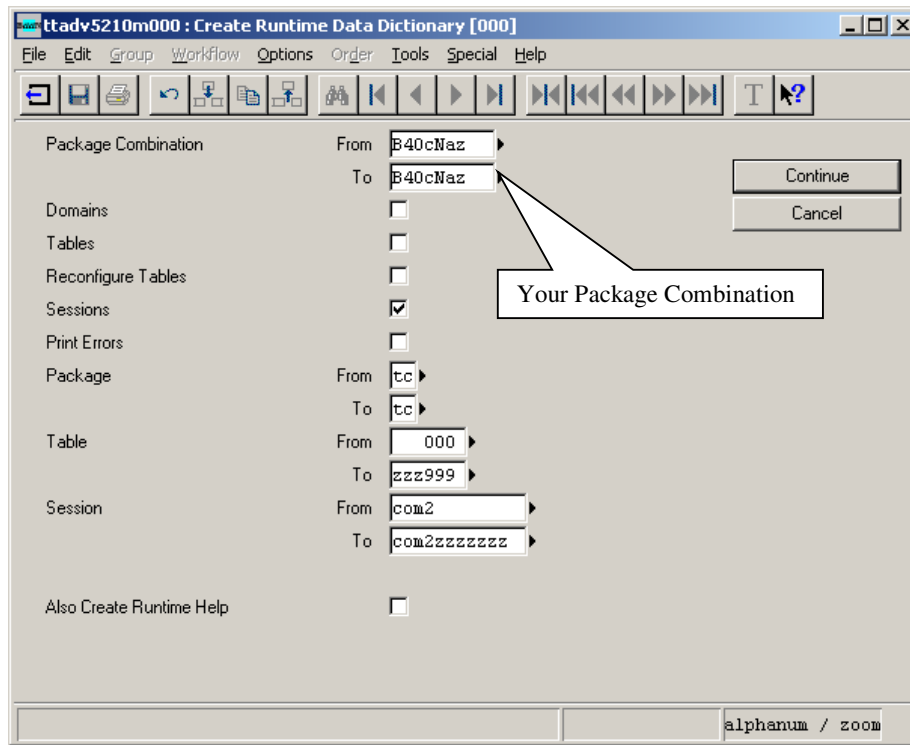 ttadv5210m000 : Create Runtime Data Dictionary [000]
File Edit Group Workflow Options Order Tools Special Help
T ?
Package Combination From B40cNaz
To B40cNaz
Continue
Domains
Cancel
Tables
Reconfigure Tables
Your Package Combination
Sessions
Print Errors
Package From tc
To tc
Table From 000
To zzz999
Session From com2
To com2zzzzzzz
Also Create Runtime Help
alphanum / zoom